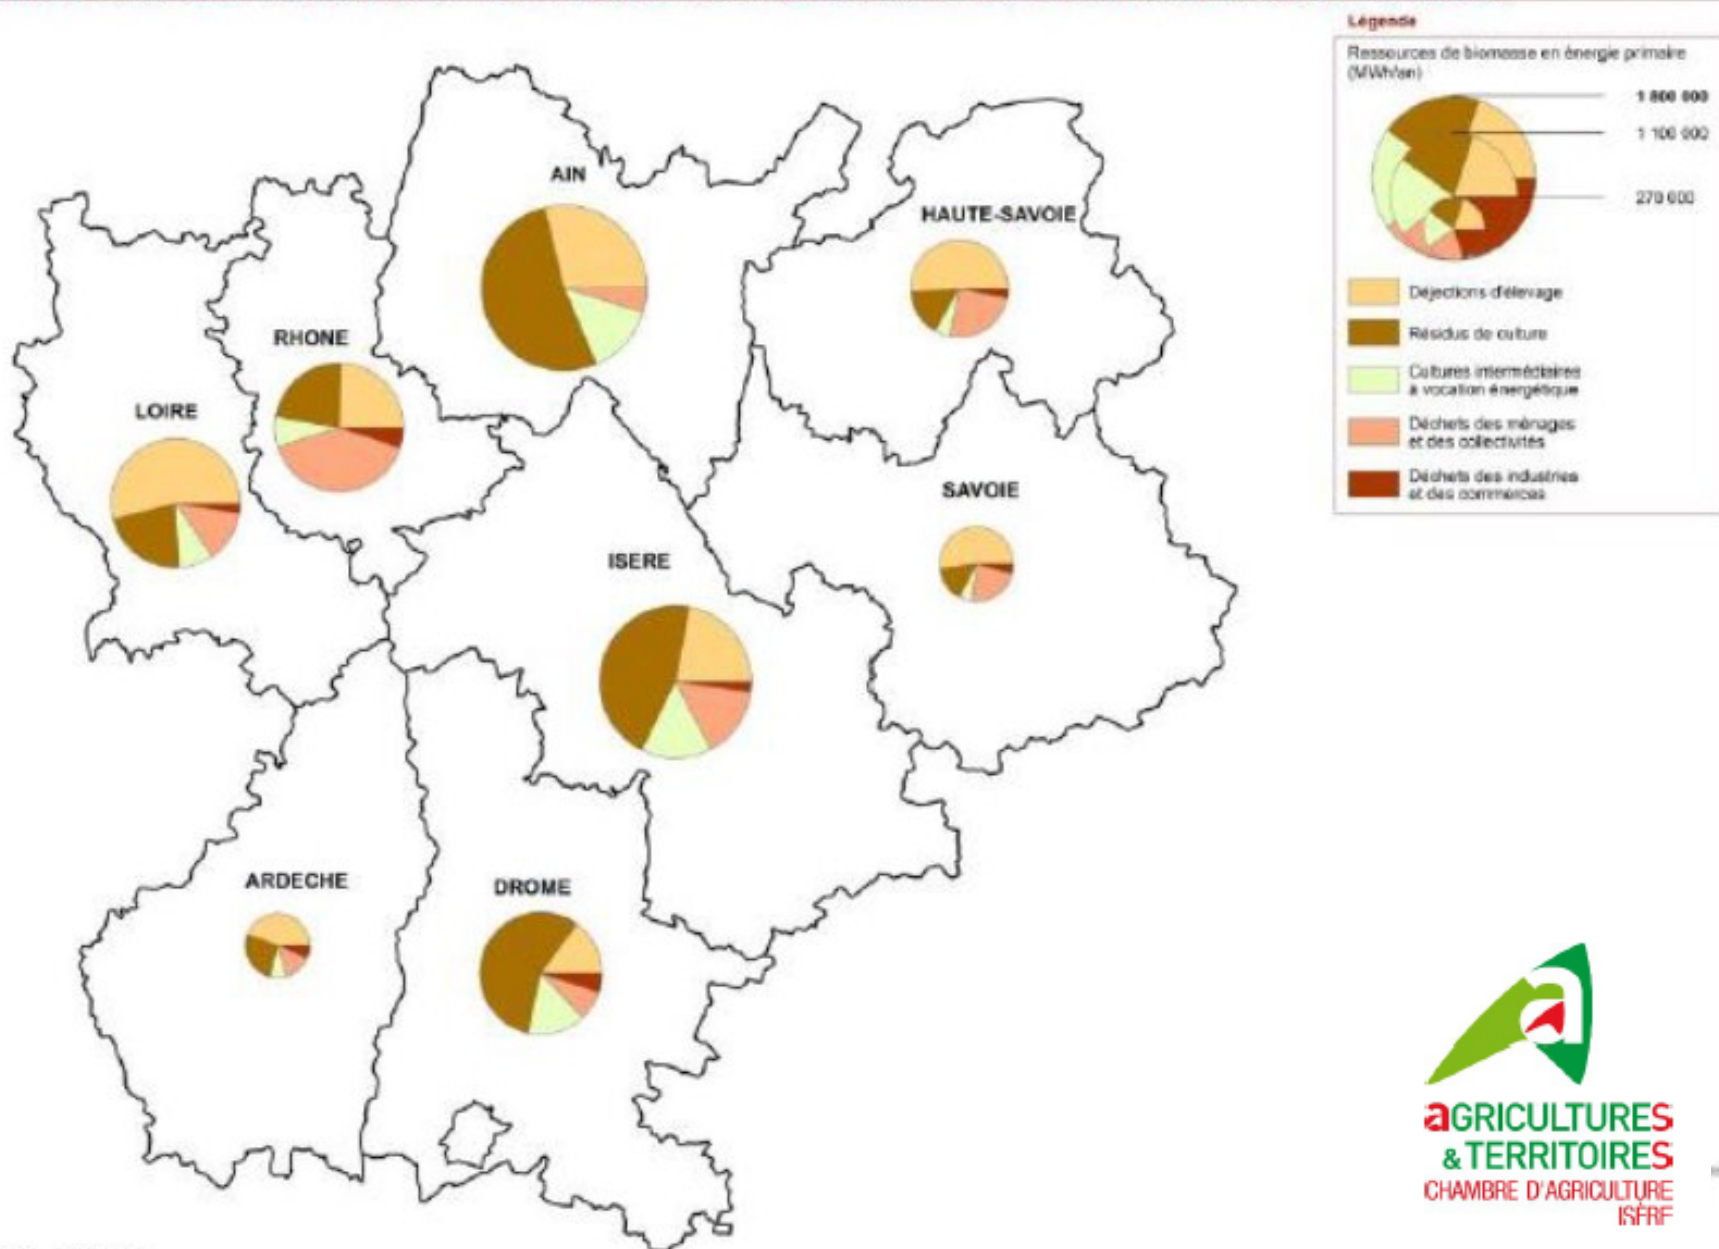 Légende
Ressources de biomasse en énergie primaire
(MWh/an)
1 800 000
1 100 000
270 000
Déjections d'élevage
Résidus de culture
Cultures intermédiaires
à vocation énergétique
Déchets des ménages
et des collectivités
Déchets des industries
et des commerces
AIN
HAUTE-SAVOIE
RHONE
LOIRE
SAVOIE
ISERE
ARDECHE
DROME
a
aGRICULTURES
& TERRITOIRES
CHAMBRE D'AGRICULTURE
ISÈRE